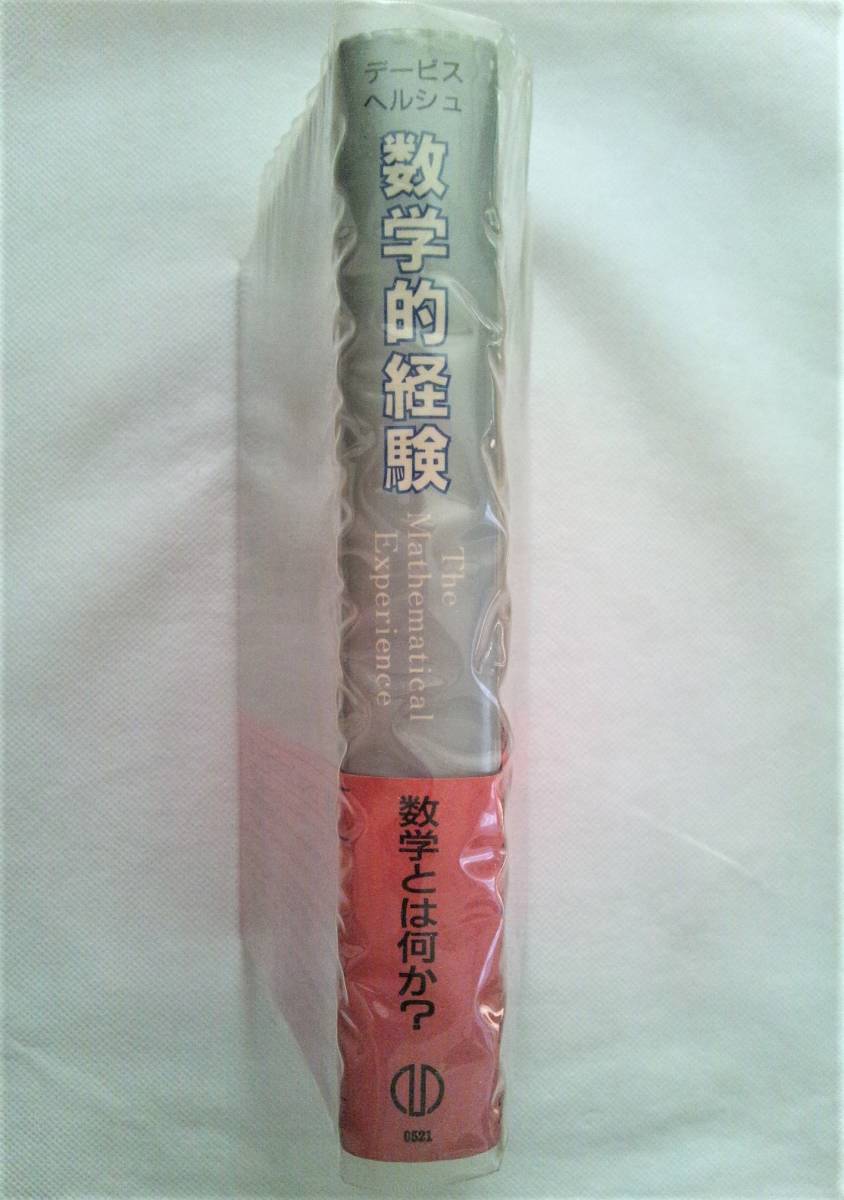 デービス
ヘルシュ
数学的経験
The
Mathematical
Experience
数学とは何か?
0521